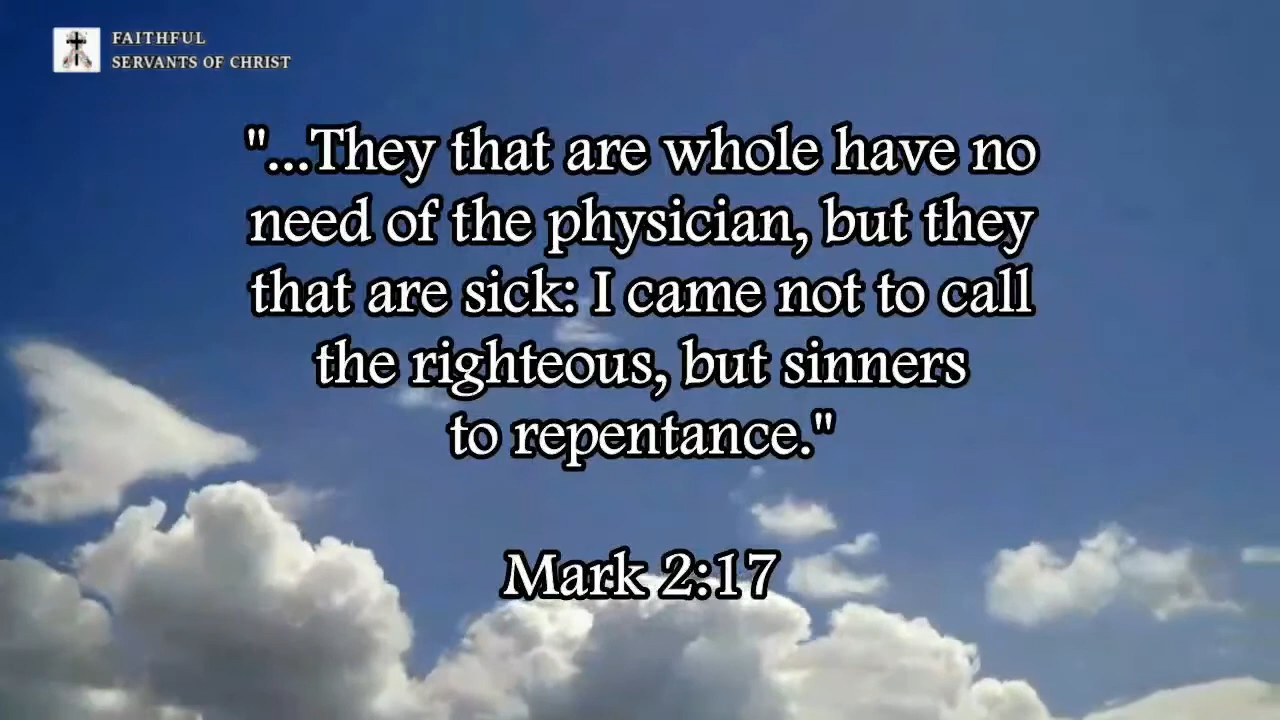 FAITHFUL
SERVANTS OF CHRIST
"...They that are whole have no
need of the physician, but they
that are sick: I came not to call
the righteous, but sinners
to repentance."
Mark 2:17